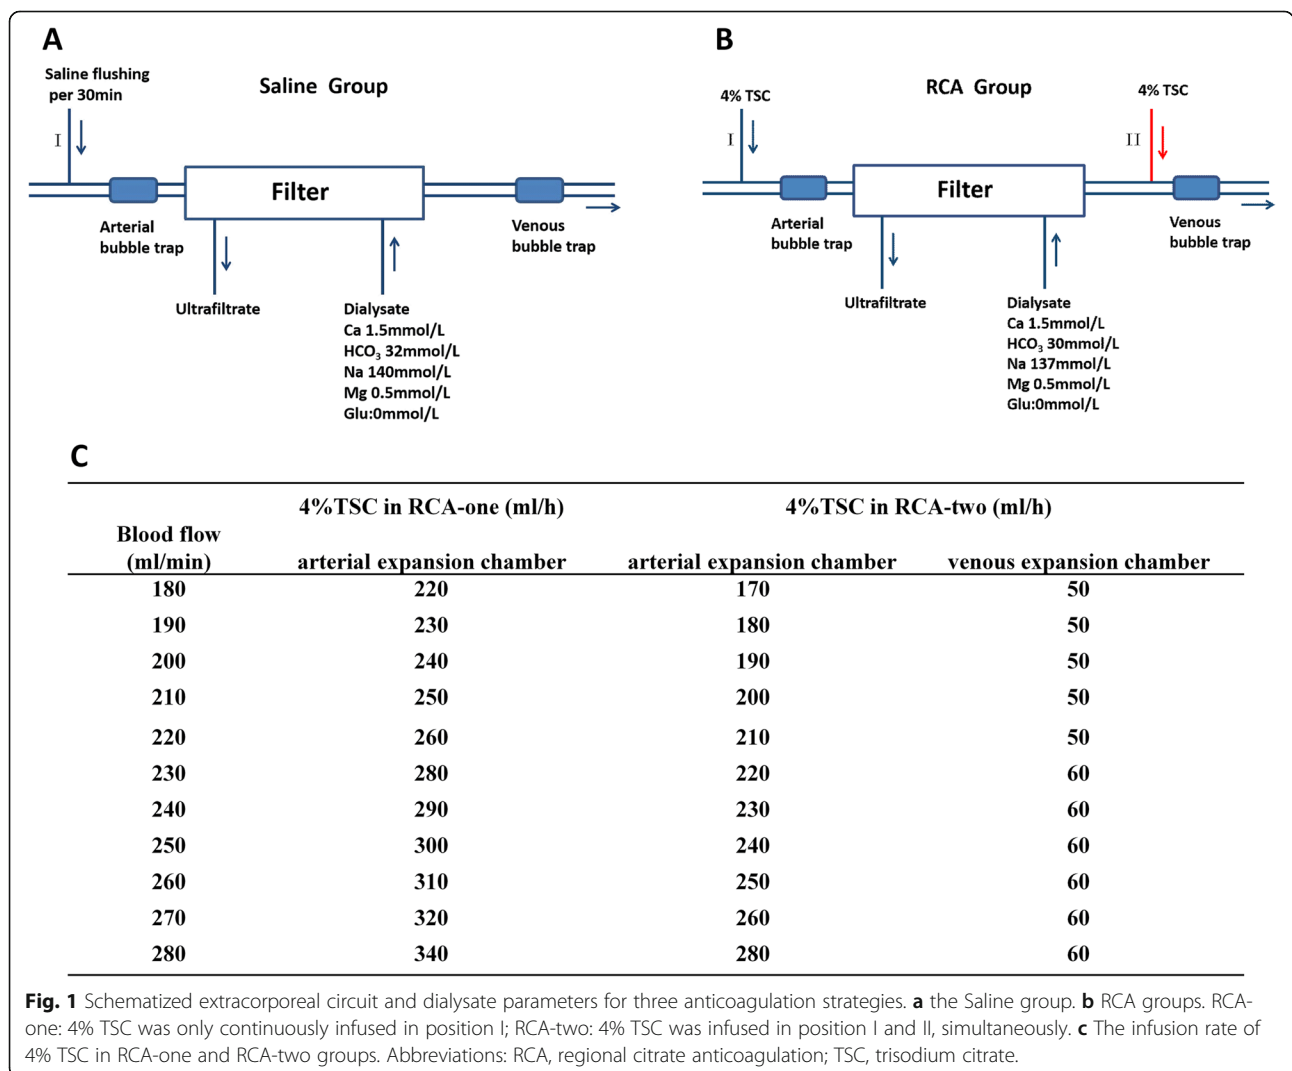 A
Saline flushing
per 30min
Saline Group
I
Filter
Arterial
bubble trap
Venous
bubble trap
Ultrafiltrate
Dialysate
Ca 1.5mmol/L
HCO₃ 32mmol/L
Na 140mmol/L
Mg 0.5mmol/L
Glu:0mmol/L
B
RCA Group
4% TSC
4% TSC
I
II
Filter
Arterial
bubble trap
Venous
bubble trap
Ultrafiltrate
Dialysate
Ca 1.5mmol/L
HCO₃ 30mmol/L
Na 137mmol/L
Mg 0.5mmol/L
Glu:0mmol/L
C
4%TSC in RCA-one (ml/h) 4%TSC in RCA-two (ml/h)
Blood flow
(ml/min) arterial expansion chamber arterial expansion chamber venous expansion chamber
180 220 170 50
190 230 180 50
200 240 190 50
210 250 200 50
220 260 210 50
230 280 220 60
240 290 230 60
250 300 240 60
260 310 250 60
270 320 260 60
280 340 280 60
Fig. 1 Schematized extracorporeal circuit and dialysate parameters for three anticoagulation strategies. a the Saline group. b RCA groups. RCA-
one: 4% TSC was only continuously infused in position I; RCA-two: 4% TSC was infused in position I and II, simultaneously. c The infusion rate of
4% TSC in RCA-one and RCA-two groups. Abbreviations: RCA, regional citrate anticoagulation; TSC, trisodium citrate.